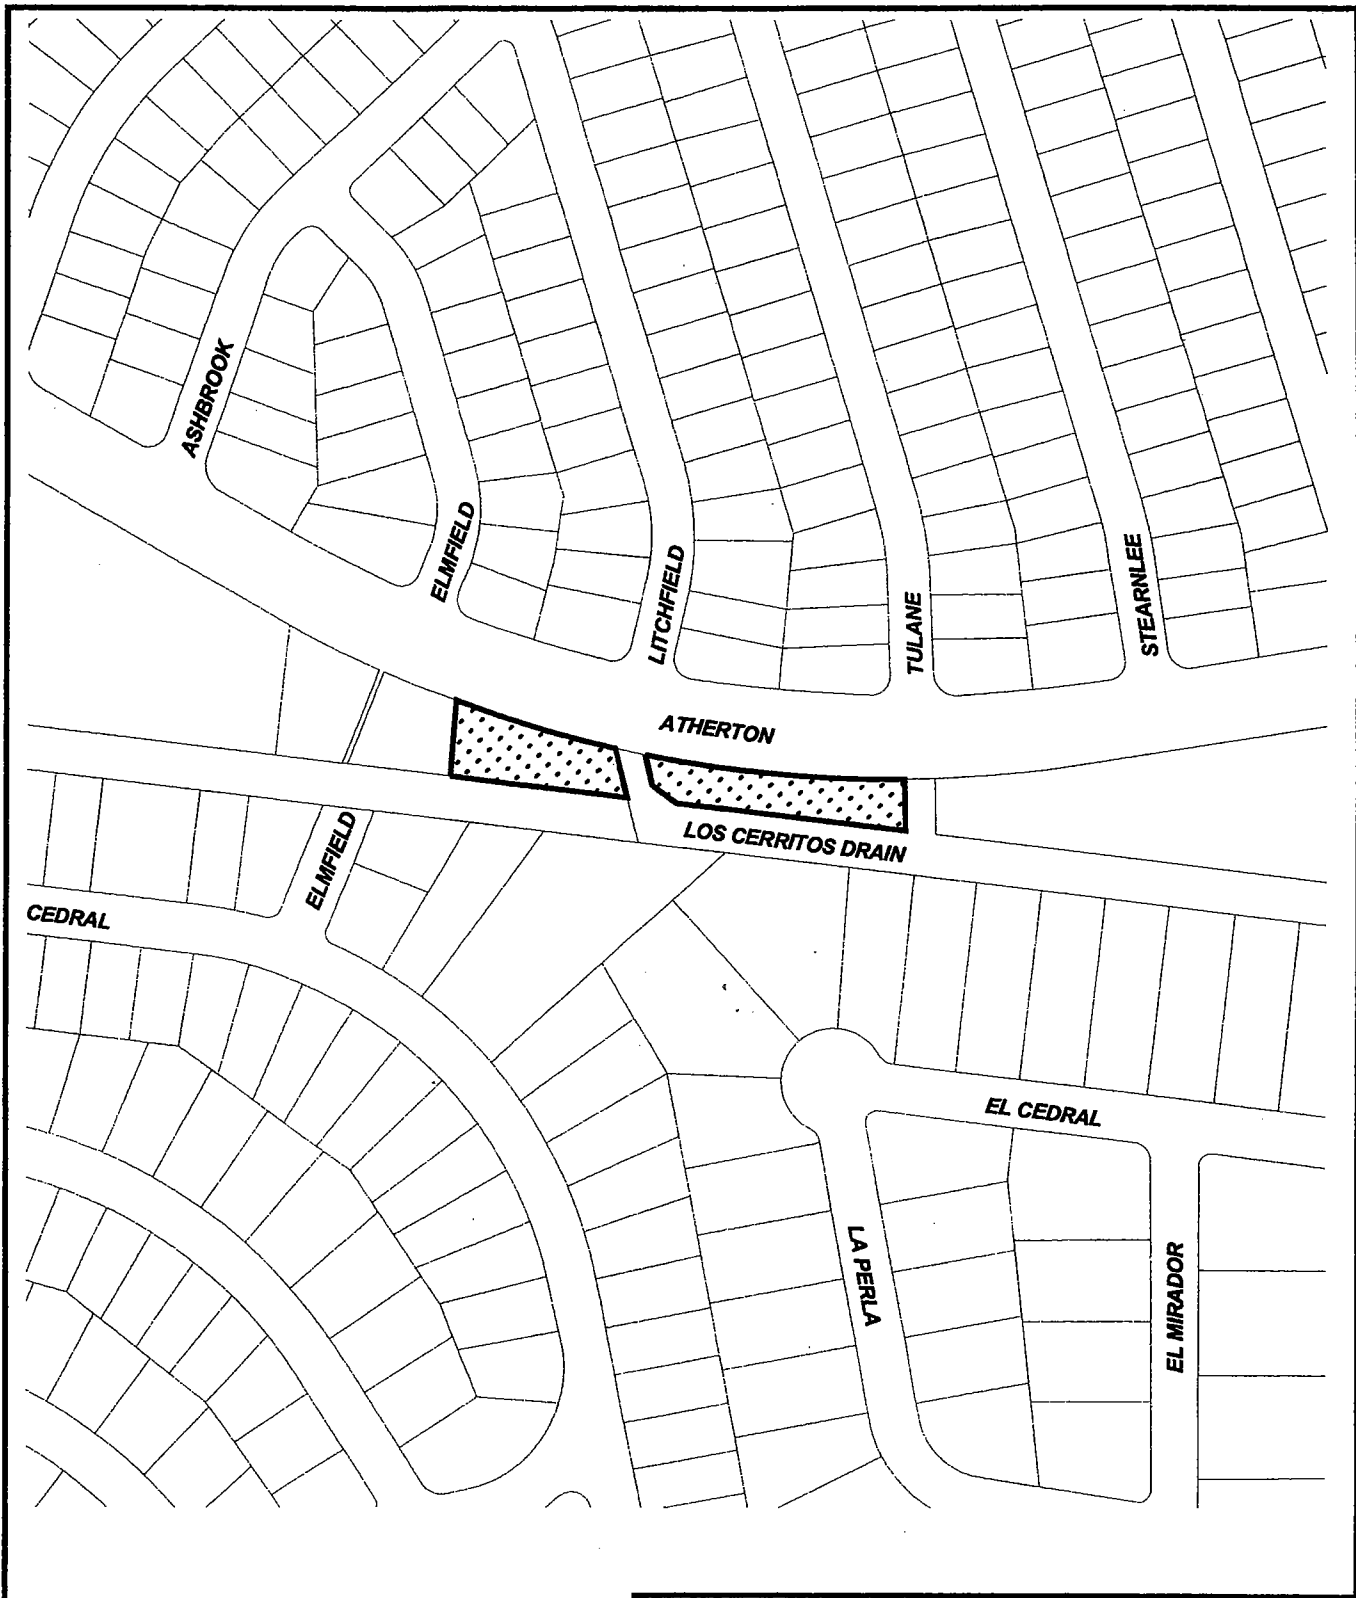 ASHBROOK
ELMFIELD
LITCHFIELD
TULANE
STEARNLEE
ATHERTON
LOS CERRITOS DRAIN
ELMFIELD
CEDRAL
EL CEDRAL
LA PERLA
EL MIRADOR